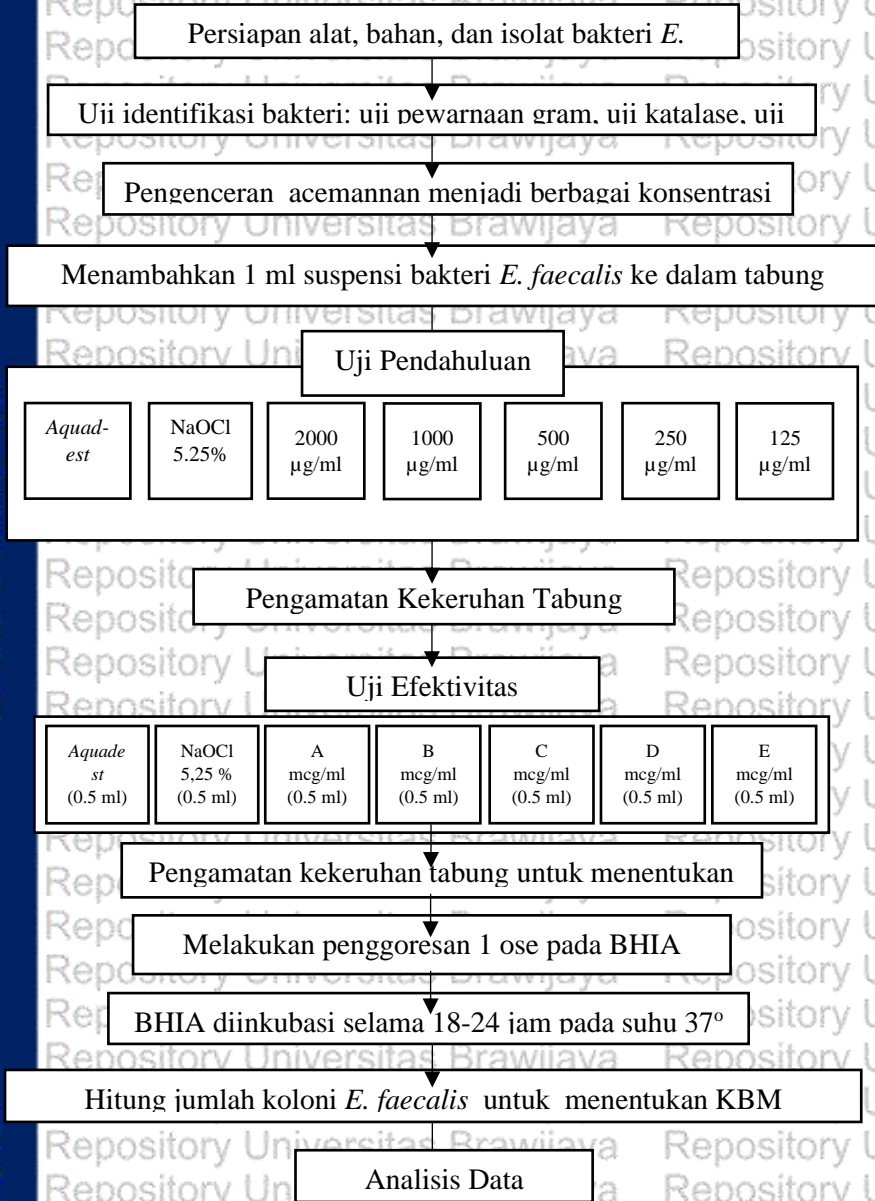 Persiapan alat, bahan, dan isolat bakteri E.
Uji identifikasi bakteri: uji pewarnaan gram, uji katalase, uji
Pengenceran acemannan menjadi berbagai konsentrasi
Menambahkan 1 ml suspensi bakteri E. faecalis ke dalam tabung
Uji Pendahuluan
Aquad-
est
NaOCl
5.25%
2000
µg/ml
1000
µg/ml
500
µg/ml
250
µg/ml
125
µg/ml
Pengamatan Kekeruhan Tabung
Uji Efektivitas
Aquade
st
(0.5 ml)
NaOCl
5,25 %
(0.5 ml)
A
mcg/ml
(0.5 ml)
B
mcg/ml
(0.5 ml)
C
mcg/ml
(0.5 ml)
D
mcg/ml
(0.5 ml)
E
mcg/ml
(0.5 ml)
Pengamatan kekeruhan tabung untuk menentukan
Melakukan penggoresan 1 ose pada BHIA
BHIA diinkubasi selama 18-24 jam pada suhu 37º
Hitung jumlah koloni E. faecalis untuk menentukan KBM
Repository Universitas Brawijaya Repository U
Analisis Data